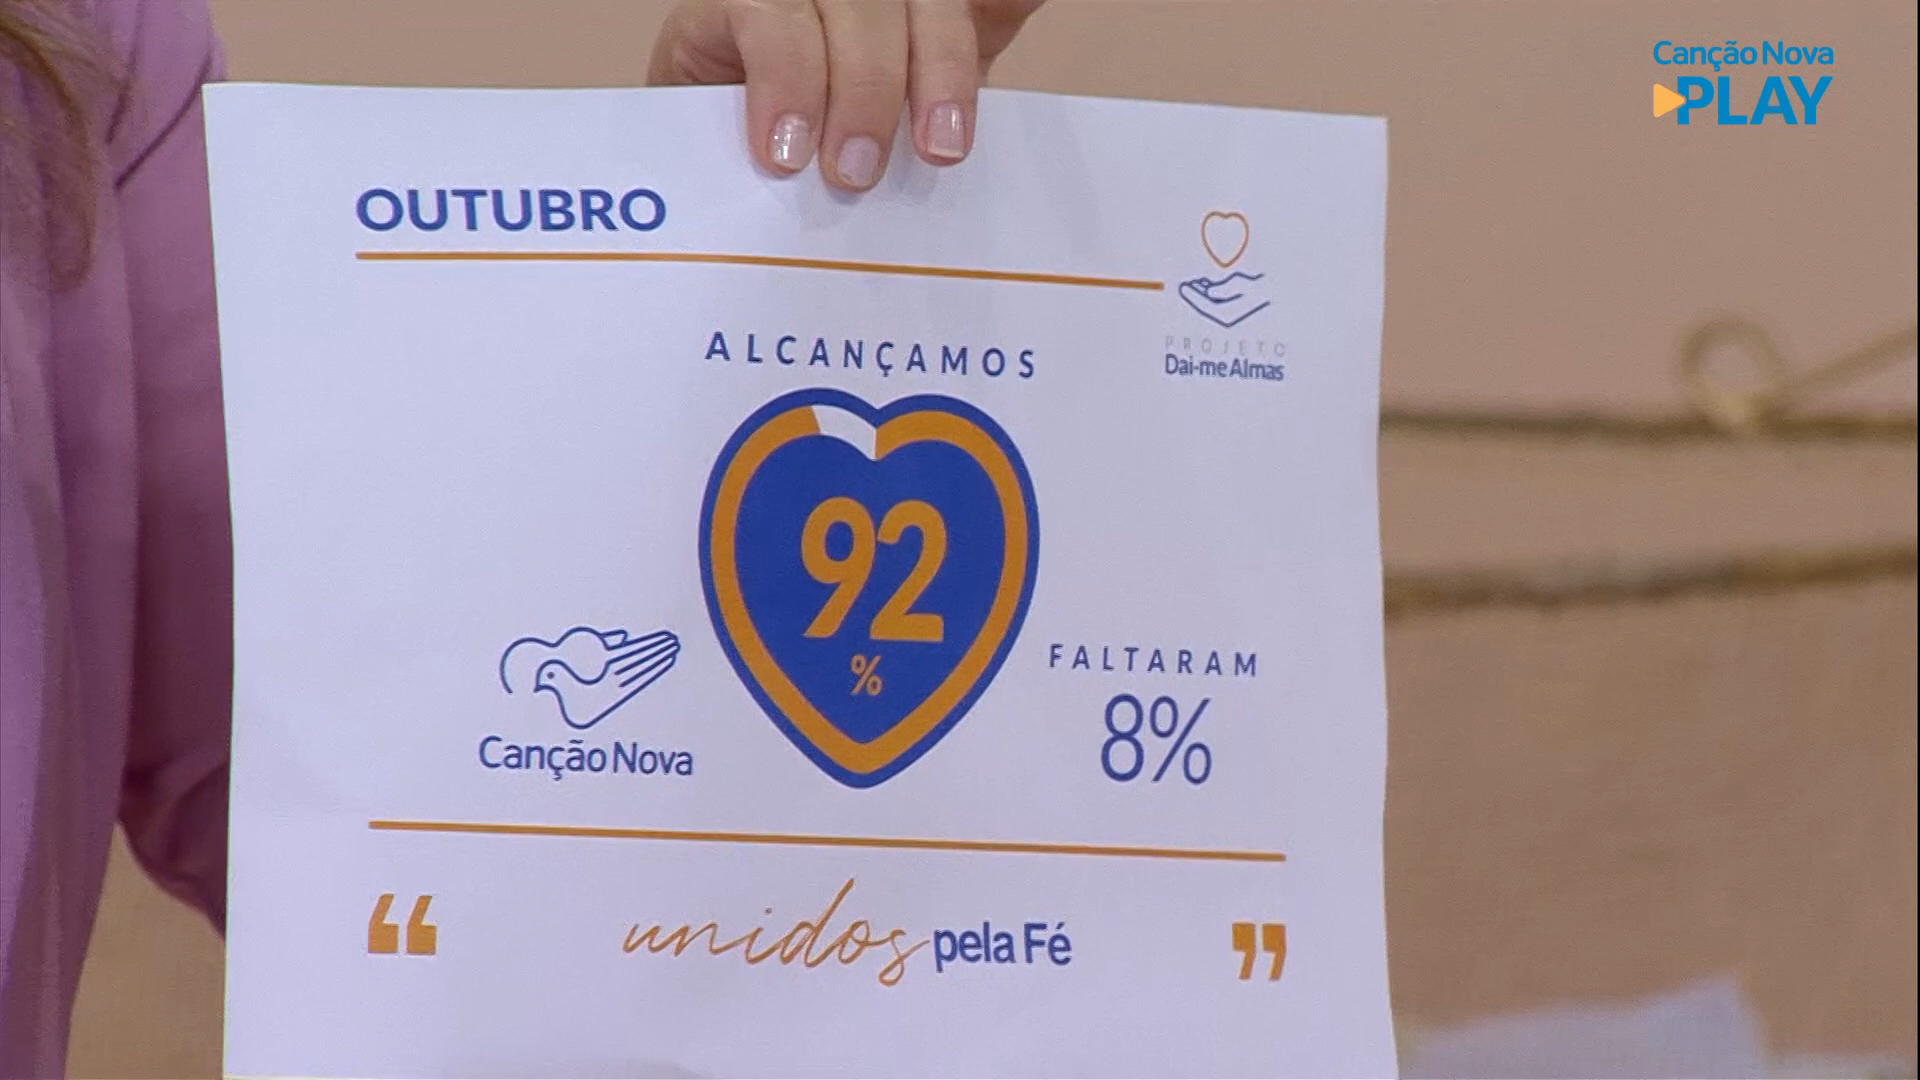 Canção Nova
PLAY
OUTUBRO
PROJETO
Dai-me Almas
ALCANÇAMOS
92
%
Canção Nova
FALTARAM
8%
“ unidos pela Fé ”